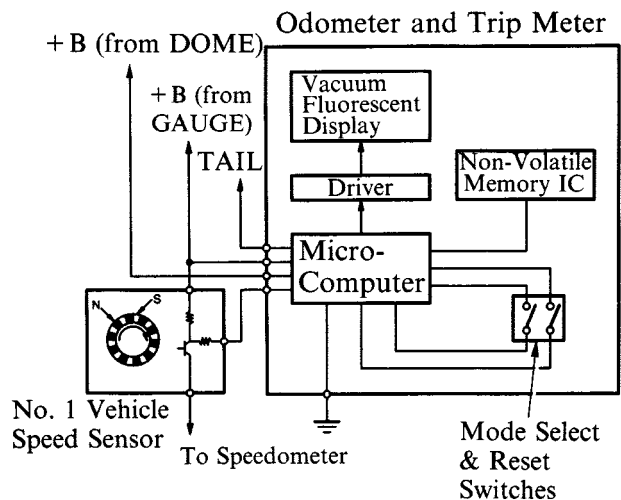 Odometer and Trip Meter
+B (from DOME)
+B (from
GAUGE)
TAIL
Vacuum
Fluorescent
Display
Driver
Non-Volatile
Memory IC
Micro-
Computer
N
S
No. 1 Vehicle
Speed Sensor
To Speedometer
Mode Select
& Reset
Switches